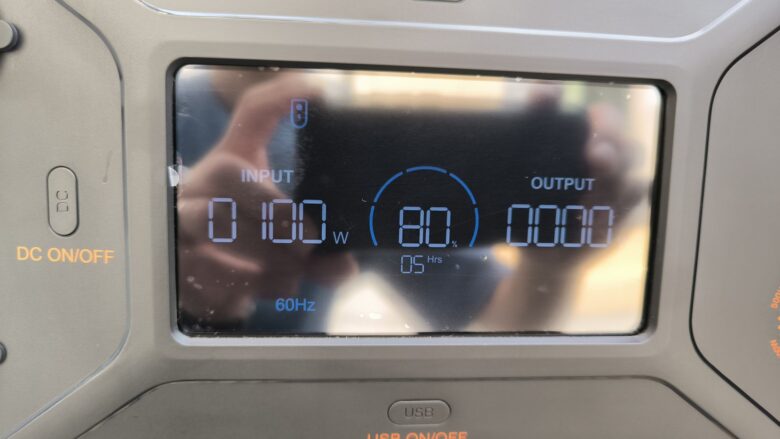 INPUT
OUTPUT
DC
0100 W
80 %
0000
DC ON/OFF
05 Hrs
60Hz
USB
USB ON/OFF